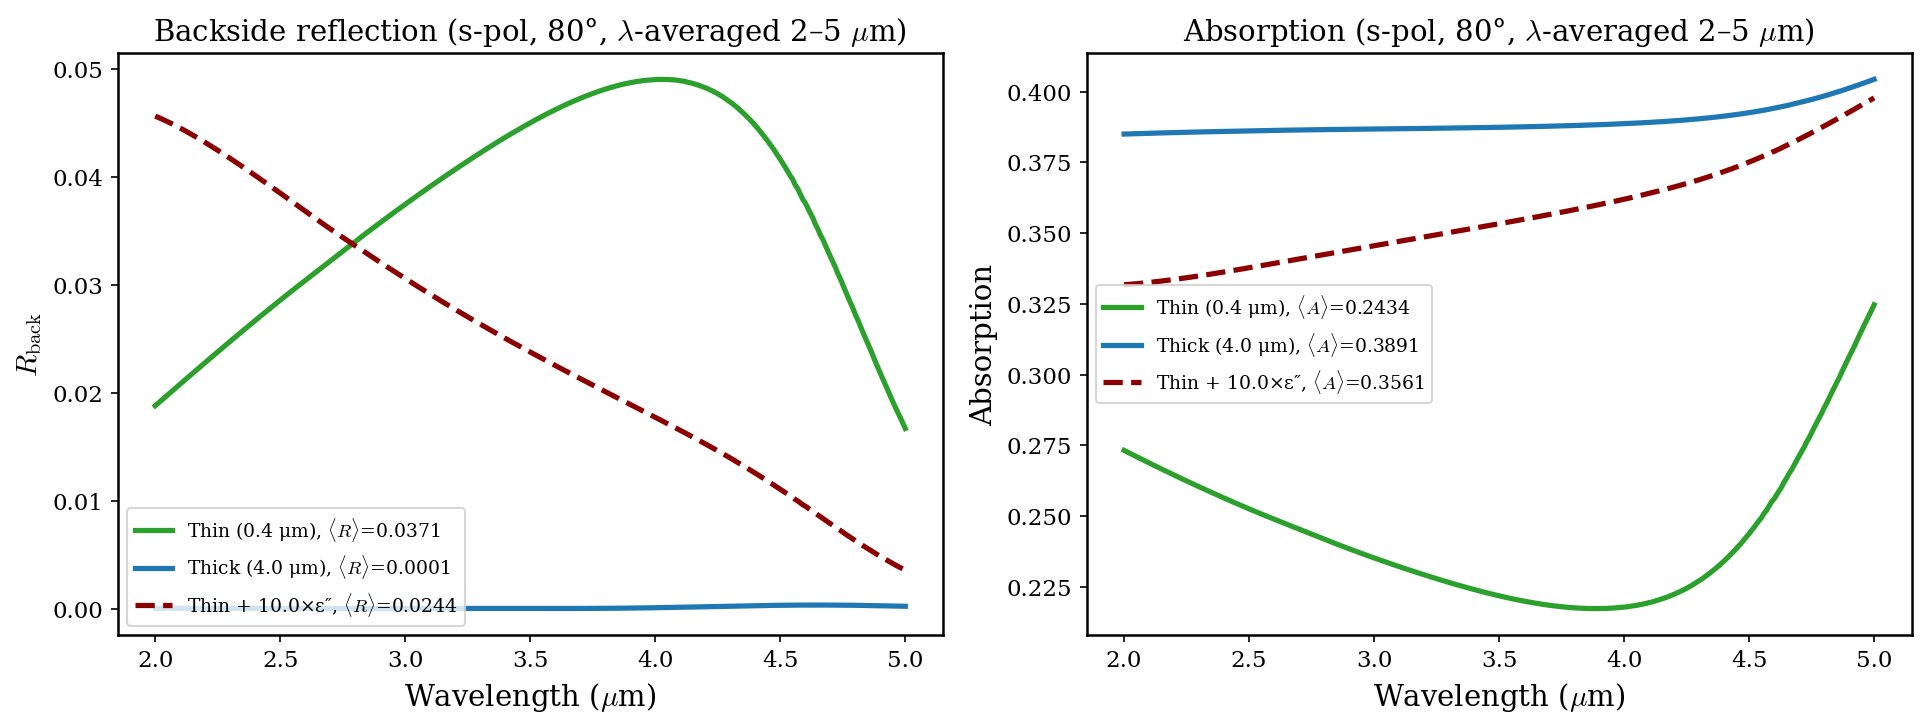 Backside reflection (s-pol, 80°, λ-averaged 2–5 μm)
0.05
0.04
0.03
0.02
0.01
0.00
R_back
Thin (0.4 μm), ⟨R⟩=0.0371
Thick (4.0 μm), ⟨R⟩=0.0001
Thin + 10.0×ε″, ⟨R⟩=0.0244
2.0 2.5 3.0 3.5 4.0 4.5 5.0
Wavelength (μm)
Absorption (s-pol, 80°, λ-averaged 2–5 μm)
0.400
0.375
0.350
0.325
0.300
0.275
0.250
0.225
Absorption
Thin (0.4 μm), ⟨A⟩=0.2434
Thick (4.0 μm), ⟨A⟩=0.3891
Thin + 10.0×ε″, ⟨A⟩=0.3561
2.0 2.5 3.0 3.5 4.0 4.5 5.0
Wavelength (μm)